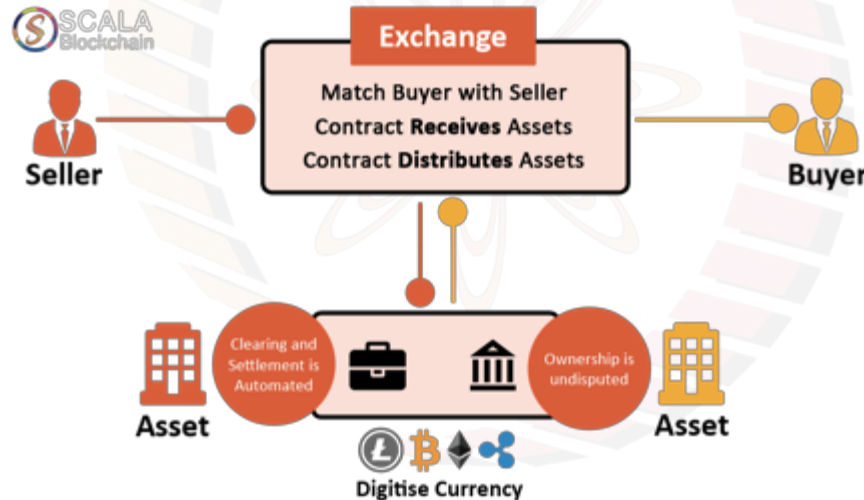 SCALA
Blockchain
Exchange
Match Buyer with Seller
Contract Receives Assets
Contract Distributes Assets
Seller
Buyer
Clearing and
Settlement is
Automated
Ownership is
undisputed
Asset
Asset
Digitise Currency